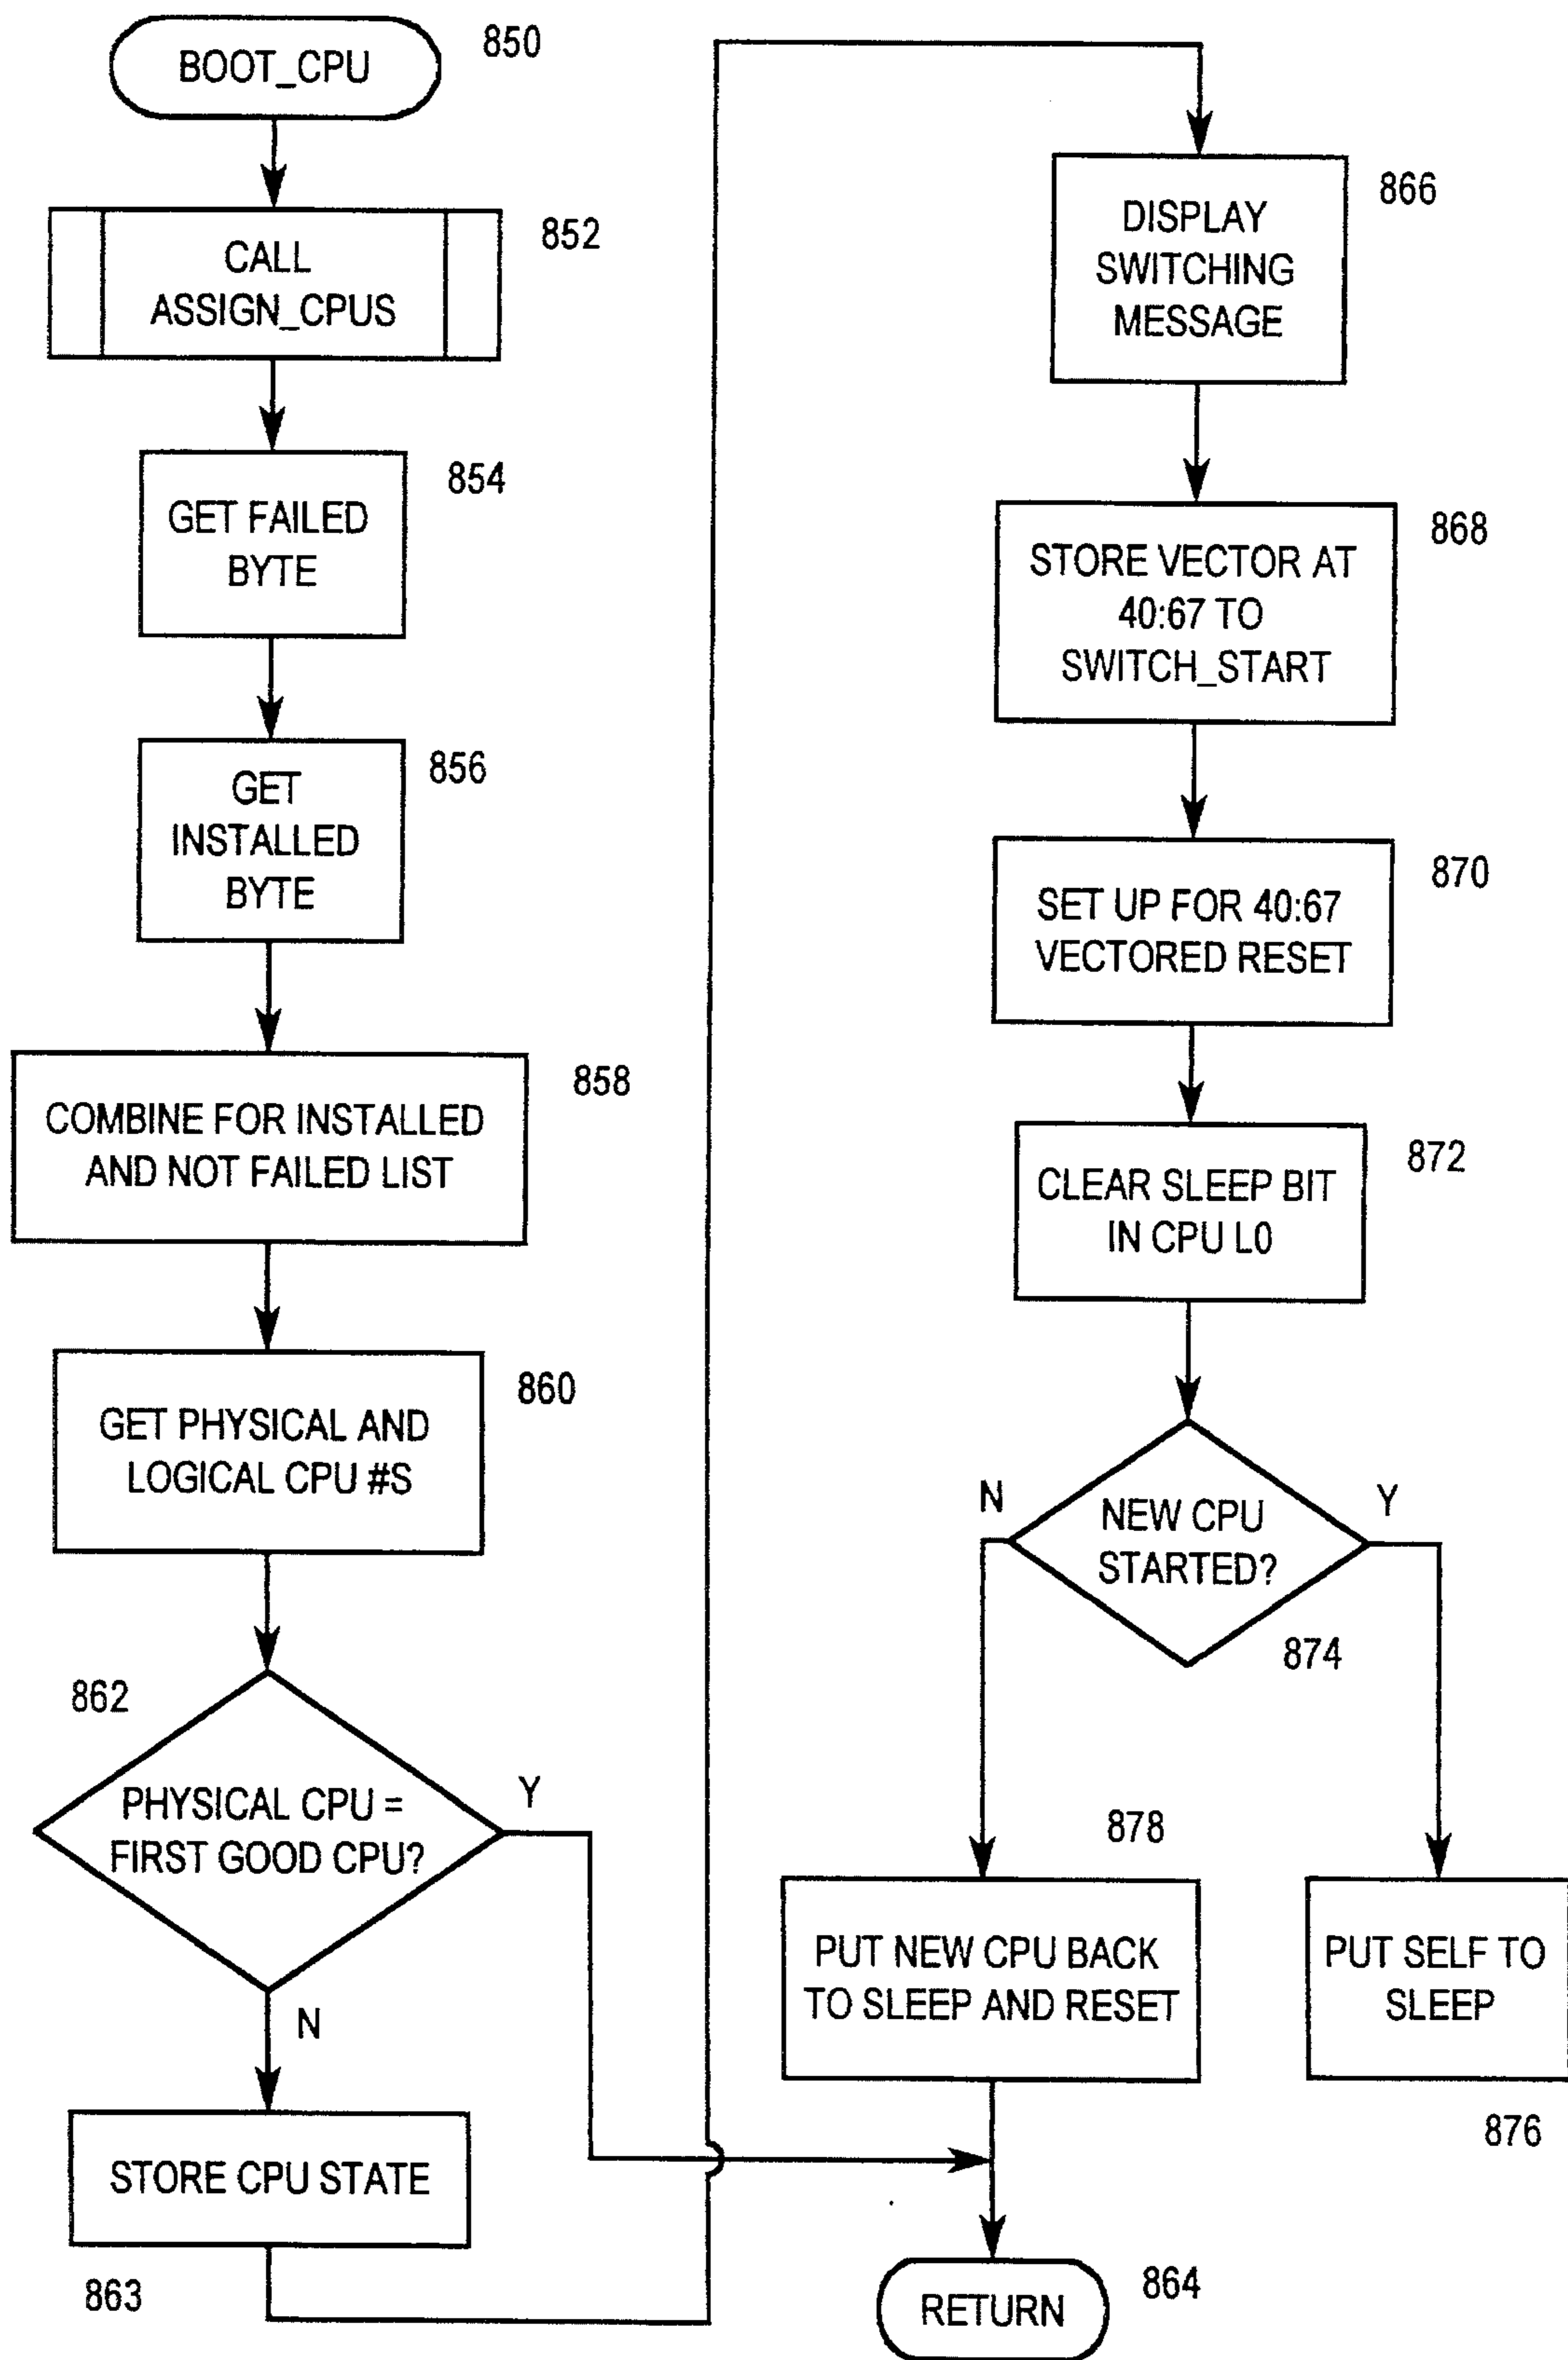 BOOT_CPU
850
CALL
ASSIGN_CPUS
852
GET FAILED
BYTE
854
GET
INSTALLED
BYTE
856
COMBINE FOR INSTALLED
AND NOT FAILED LIST
858
GET PHYSICAL AND
LOGICAL CPU #S
860
862
PHYSICAL CPU =
FIRST GOOD CPU?
Y
N
STORE CPU STATE
863
DISPLAY
SWITCHING
MESSAGE
866
STORE VECTOR AT
40:67 TO
SWITCH_START
868
SET UP FOR 40:67
VECTORED RESET
870
CLEAR SLEEP BIT
IN CPU L0
872
N
NEW CPU
STARTED?
Y
874
878
PUT NEW CPU BACK
TO SLEEP AND RESET
PUT SELF TO
SLEEP
876
RETURN
864